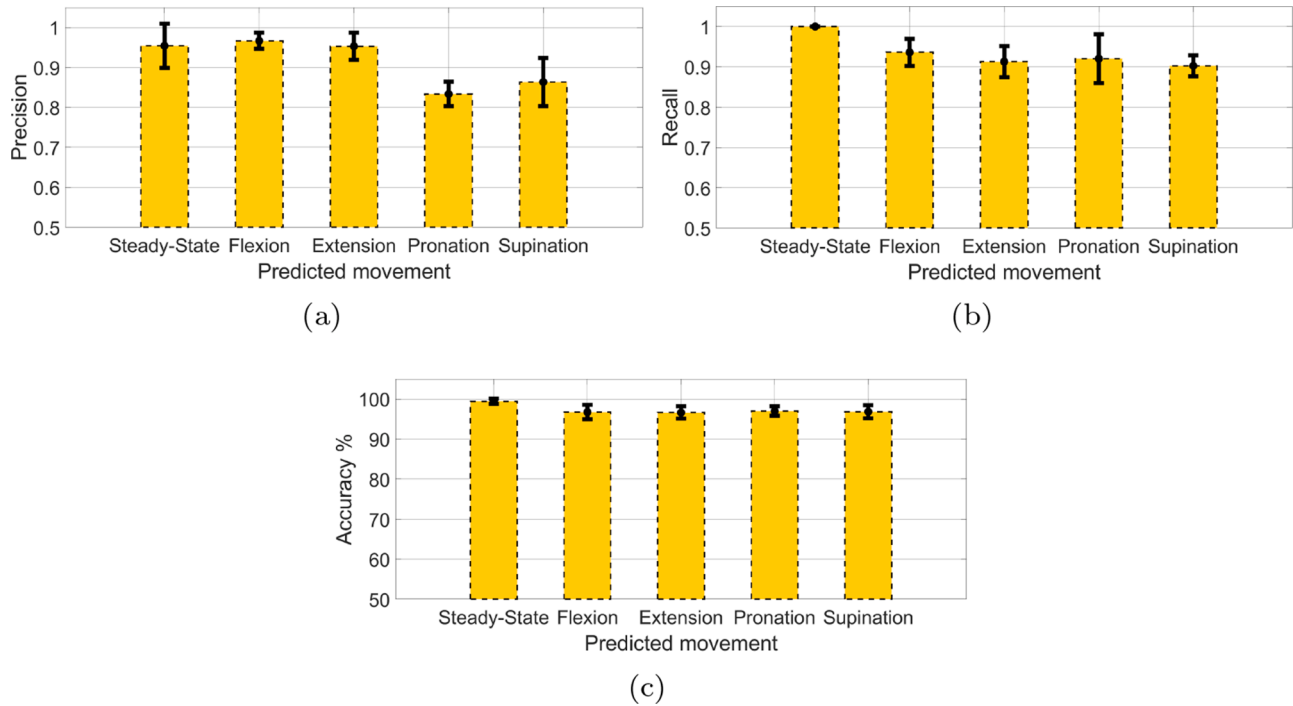 1
0.9
0.8
0.7
0.6
0.5
Precision
Steady-State Flexion Extension Pronation Supination
Predicted movement
(a)
1
0.9
0.8
0.7
0.6
0.5
Recall
Steady-State Flexion Extension Pronation Supination
Predicted movement
(b)
100
90
80
70
60
50
Accuracy %
Steady-State Flexion Extension Pronation Supination
Predicted movement
(c)